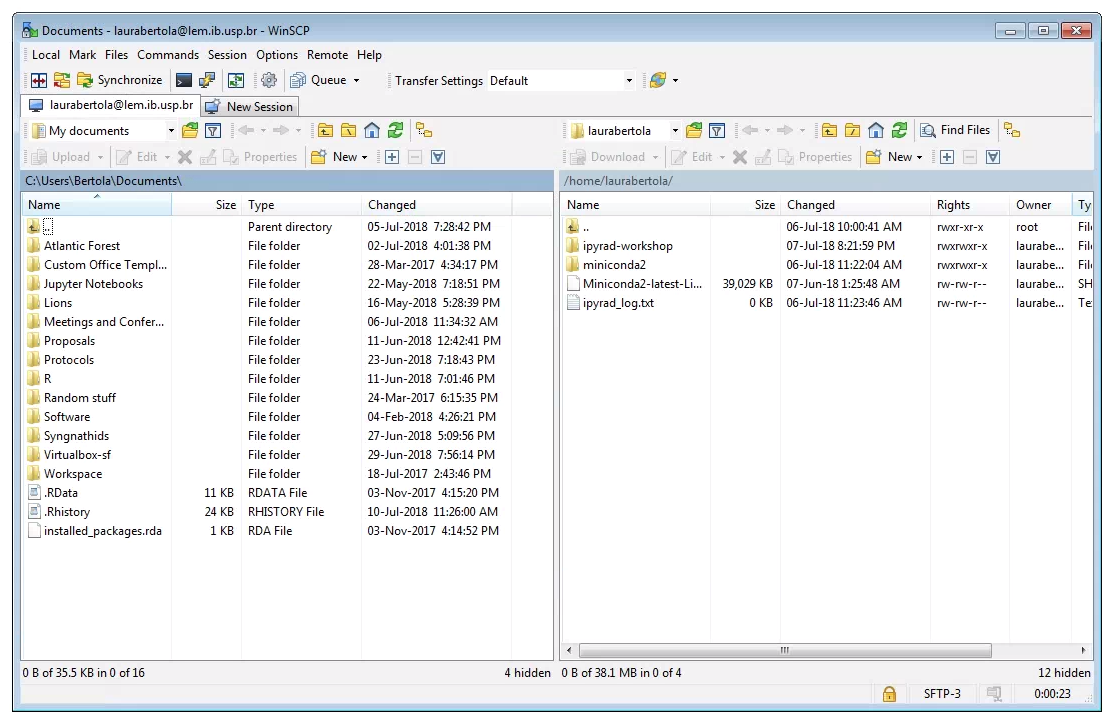 Documents - laurabertola@lem.ib.usp.br - WinSCP
Local Mark Files Commands Session Options Remote Help
Synchronize Queue Transfer Settings Default
laurabertola@lem.ib.usp.br New Session
My documents
Upload Edit Properties New
C:\Users\Bertola\Documents\
Name Size Type Changed
.. Parent directory 05-Jul-2018 7:28:42 PM
Atlantic Forest File folder 02-Jul-2018 4:01:38 PM
Custom Office Templ... File folder 28-Mar-2017 4:34:17 PM
Jupyter Notebooks File folder 22-May-2018 7:18:51 PM
Lions File folder 16-May-2018 5:28:39 PM
Meetings and Confer... File folder 06-Jul-2018 11:34:32 AM
Proposals File folder 11-Jun-2018 12:42:41 PM
Protocols File folder 23-Jun-2018 7:18:43 PM
R File folder 11-Jun-2018 7:01:46 PM
Random stuff File folder 24-Mar-2017 6:15:35 PM
Software File folder 04-Feb-2018 4:26:21 PM
Syngnathids File folder 27-Jun-2018 5:09:56 PM
Virtualbox-sf File folder 29-Jun-2018 7:56:14 PM
Workspace File folder 18-Jul-2017 2:43:46 PM
.RData 11 KB RDATA File 03-Nov-2017 4:15:20 PM
.Rhistory 24 KB RHISTORY File 10-Jul-2018 11:26:00 AM
installed_packages.rda 1 KB RDA File 03-Nov-2017 4:14:52 PM
0 B of 35.5 KB in 0 of 16 4 hidden
laurabertola Find Files
Download Edit Properties New
/home/laurabertola/
Name Size Changed Rights Owner Ty
.. 06-Jul-18 10:00:41 AM rwxr-xr-x root File
ipyrad-workshop 07-Jul-18 8:21:59 PM rwxrwxr-x laurabe... File
miniconda2 06-Jul-18 11:22:04 AM rwxrwxr-x laurabe... File
Miniconda2-latest-Li... 39,029 KB 07-Jun-18 1:25:48 AM rw-rw-r-- laurabe... SH
ipyrad_log.txt 0 KB 06-Jul-18 11:23:46 AM rw-rw-r-- laurabe... Te
0 B of 38.1 MB in 0 of 4 12 hidden
SFTP-3 0:00:23